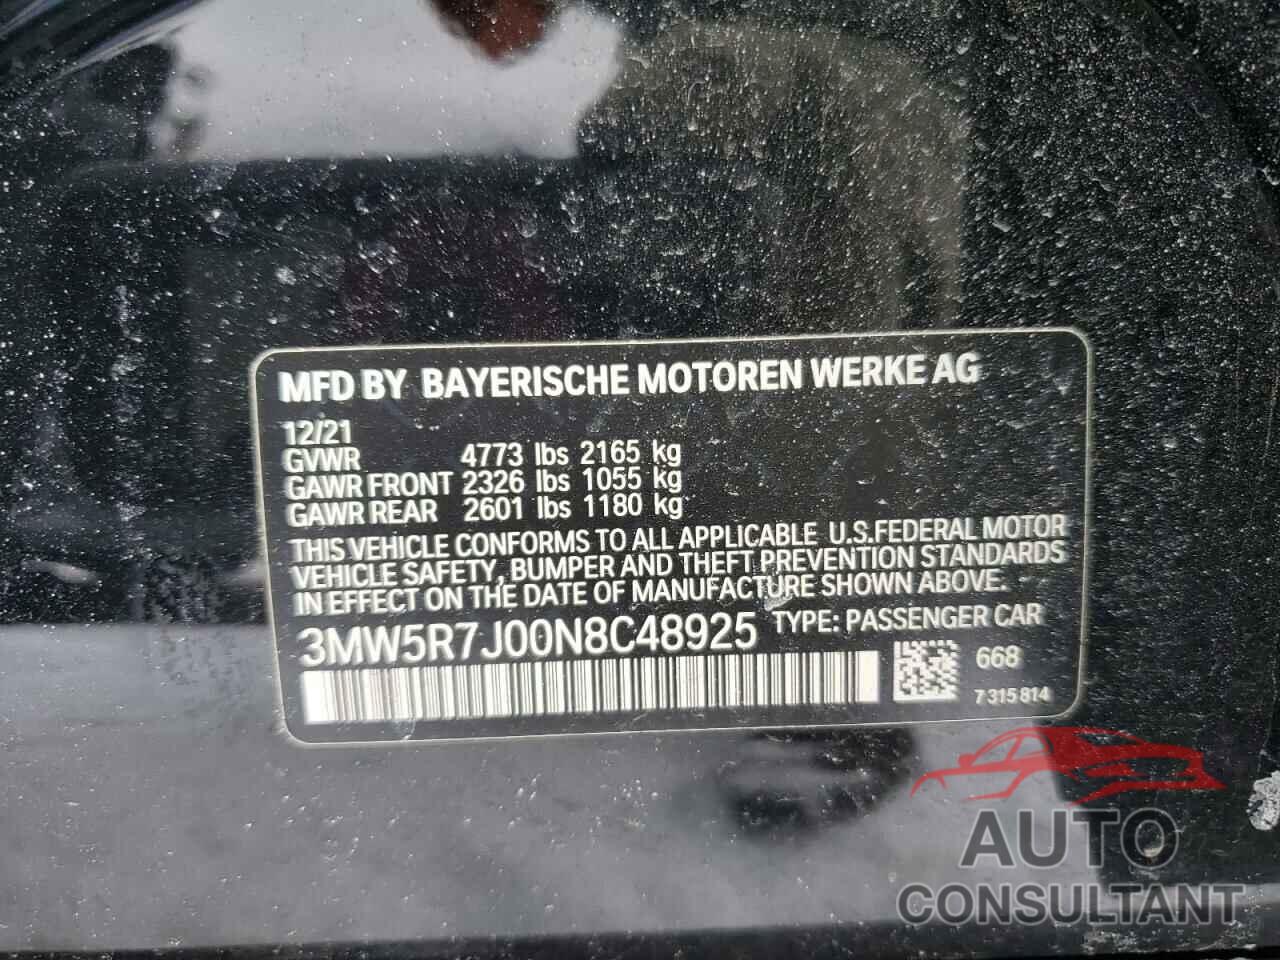 MFD BY BAYERISCHE MOTOREN WERKE AG
12/21
GVWR 4773 lbs 2165 kg
GAWR FRONT 2326 lbs 1055 kg
GAWR REAR 2601 lbs 1180 kg
THIS VEHICLE CONFORMS TO ALL APPLICABLE U.S.FEDERAL MOTOR
VEHICLE SAFETY, BUMPER AND THEFT PREVENTION STANDARDS
IN EFFECT ON THE DATE OF MANUFACTURE SHOWN ABOVE.
3MW5R7J00N8C48925 TYPE: PASSENGER CAR
668
7 315 814
AUTO
CONSULTANT